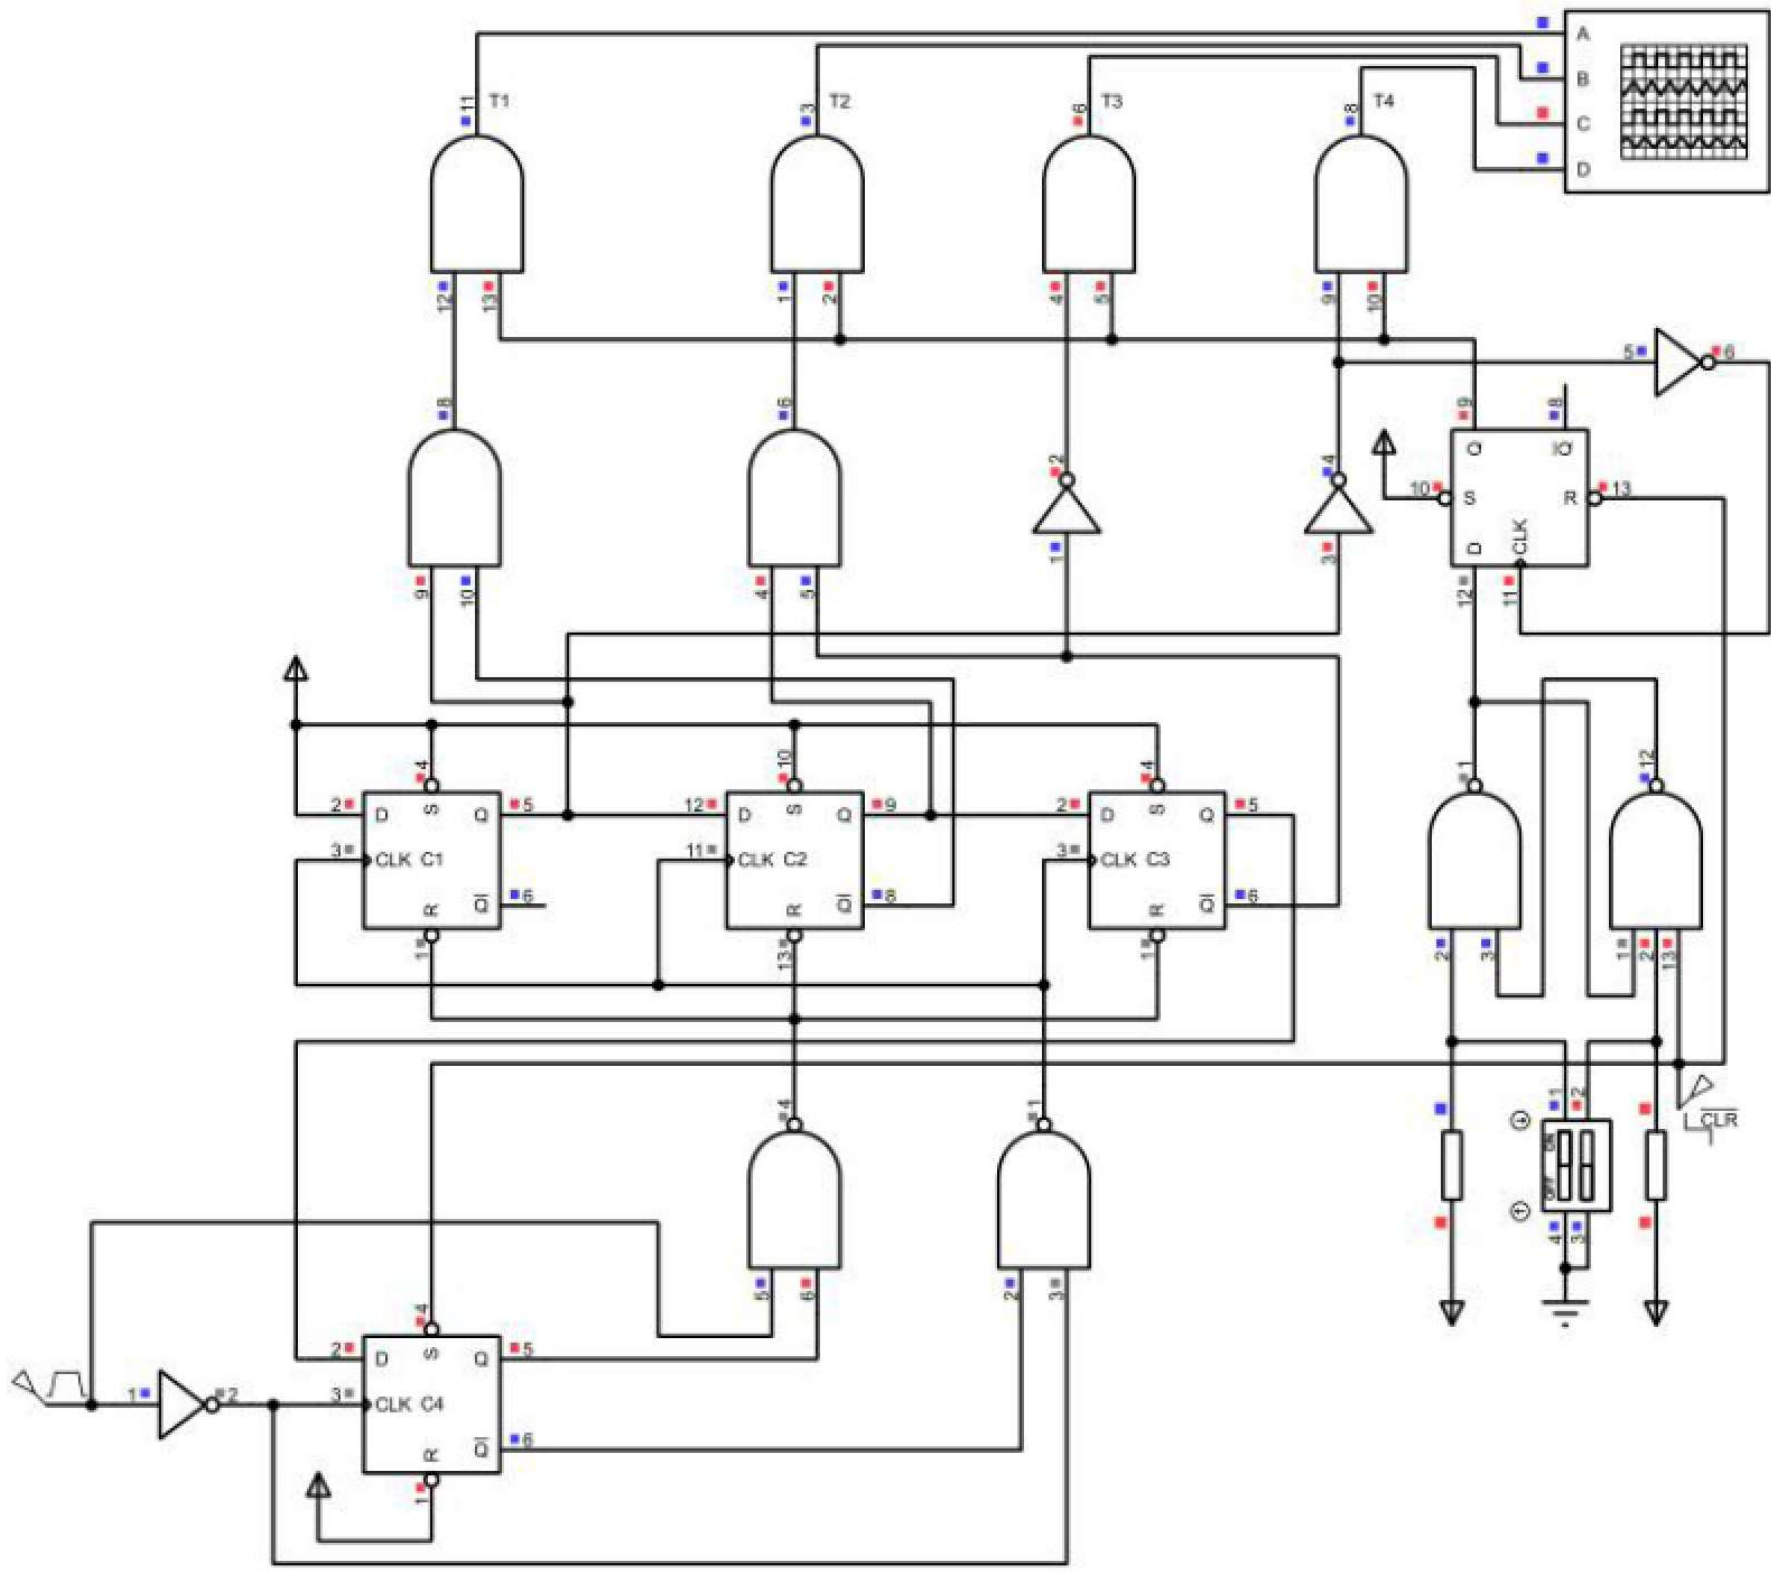 A
11 T1 3 T2 6 T3 8 T4 B
C
D
12 13 1 2 4 5 9 10
5 6
8 6 2 4 9 8
Q Q
10 S R 13
1 3 D CLK
9 10 4 5 12 11
4 10 4 1 12
2 D S Q 5 12 D S Q 9 2 D S Q 5
3 CLK C1 11 CLK C2 3 CLK C3
R Q 6 R Q 8 R Q 6
1 13 1 2 3 1 2 13
4 1 1 2
CLR
ON
OFF
5 6 2 3 4 3
4
2 D S Q 5
1 2 3 CLK C4
R Q 6
1